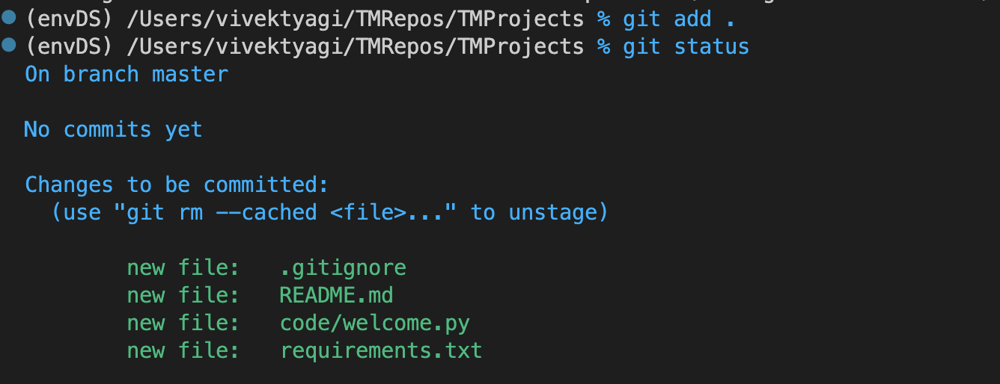 (envDS) /Users/vivektyagi/TMRepos/TMProjects % git add .
(envDS) /Users/vivektyagi/TMRepos/TMProjects % git status
On branch master
No commits yet
Changes to be committed:
(use "git rm --cached <file>..." to unstage)
new file: .gitignore
new file: README.md
new file: code/welcome.py
new file: requirements.txt